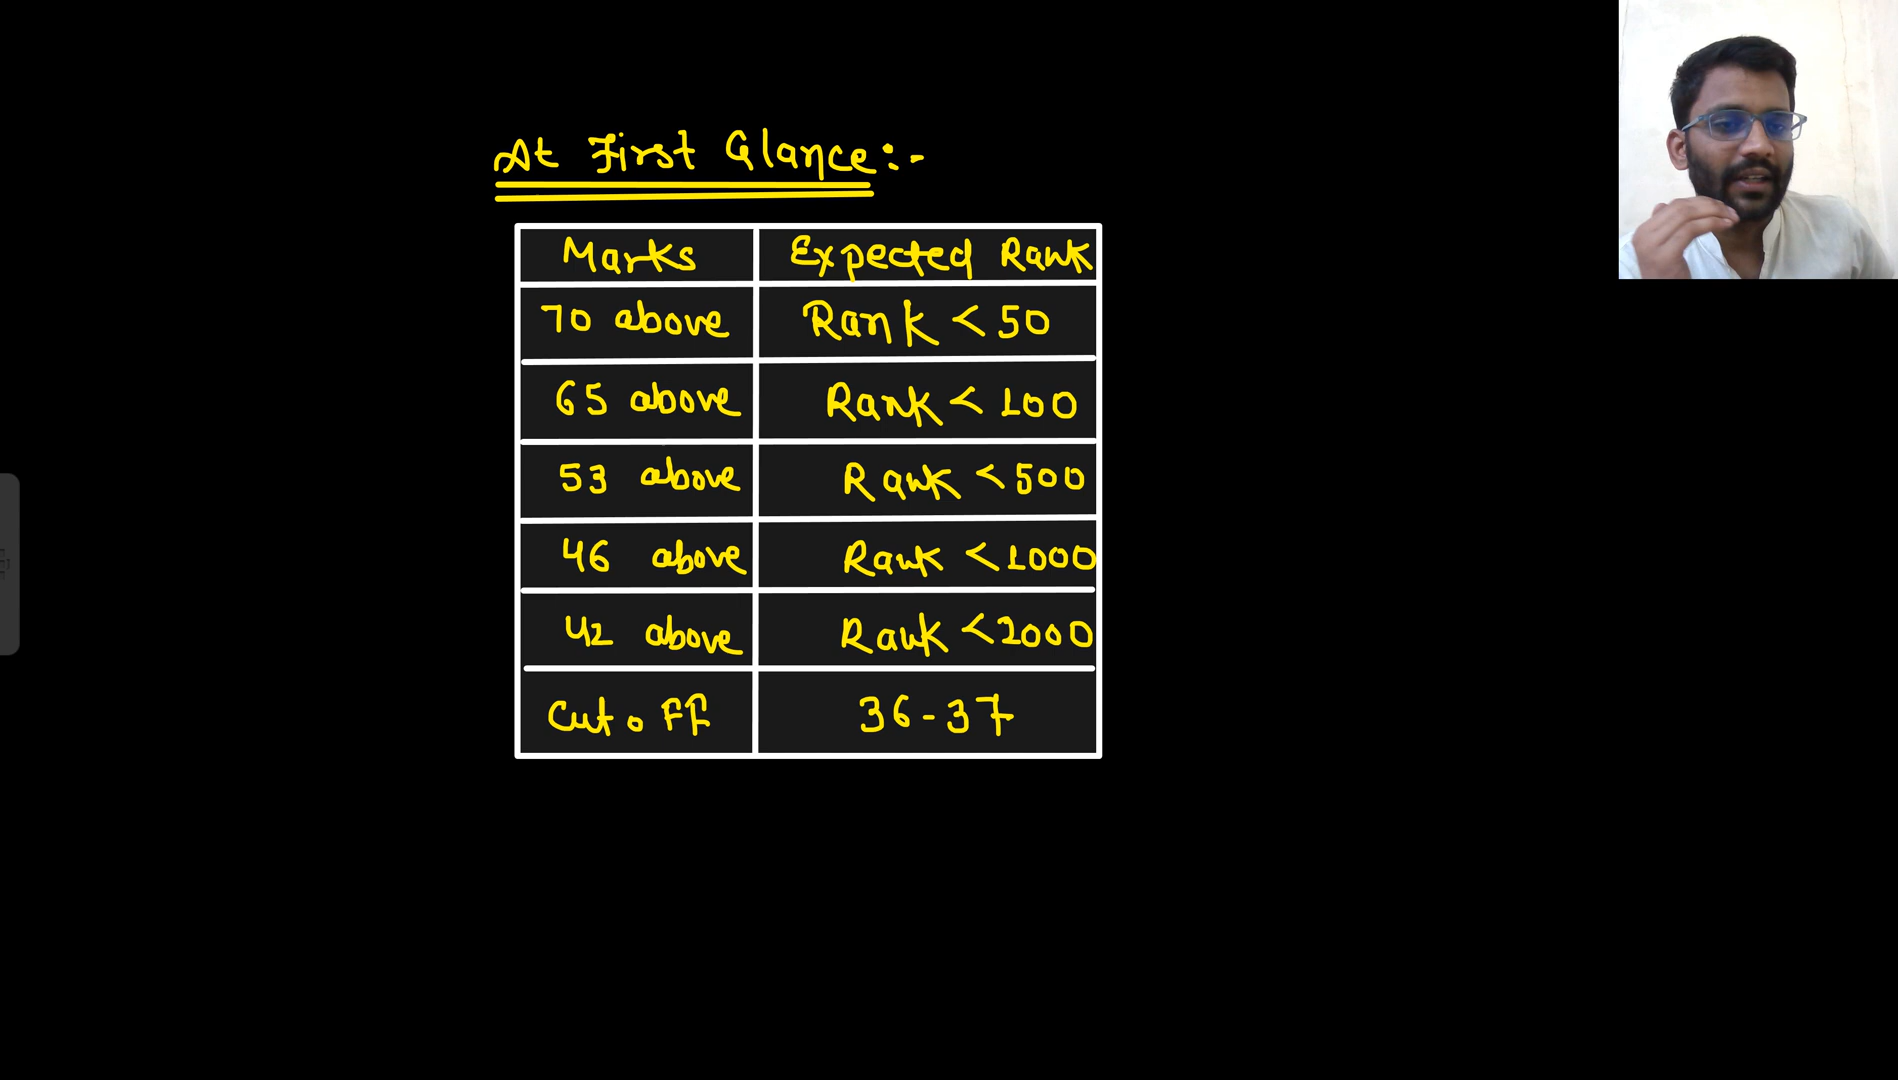 At First Glance:-
Marks Expected Rank
70 above Rank < 50
65 above Rank < 100
53 above Rank < 500
46 above Rank < 1000
42 above Rank < 2000
Cut off 36-37